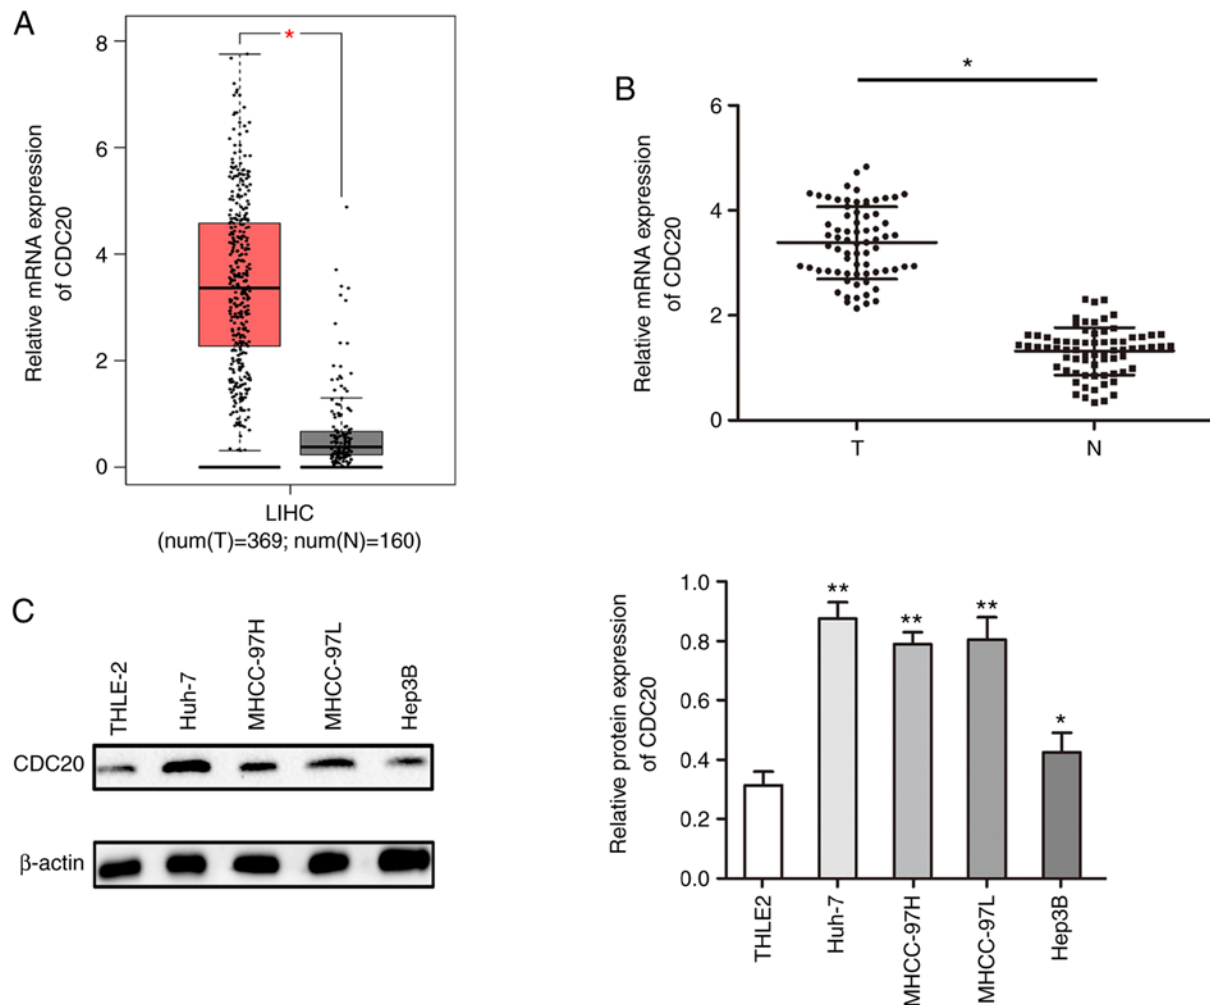 A
Relative mRNA expression
of CDC20
8
6
4
2
0
*
LIHC
(num(T)=369; num(N)=160)
B
Relative mRNA expression
of CDC20
6
4
2
0
*
T
N
C
THLE-2
Huh-7
MHCC-97H
MHCC-97L
Hep3B
CDC20
β-actin
Relative protein expression
of CDC20
1.0
0.8
0.6
0.4
0.2
0.0
**
**
**
*
THLE2
Huh-7
MHCC-97H
MHCC-97L
Hep3B